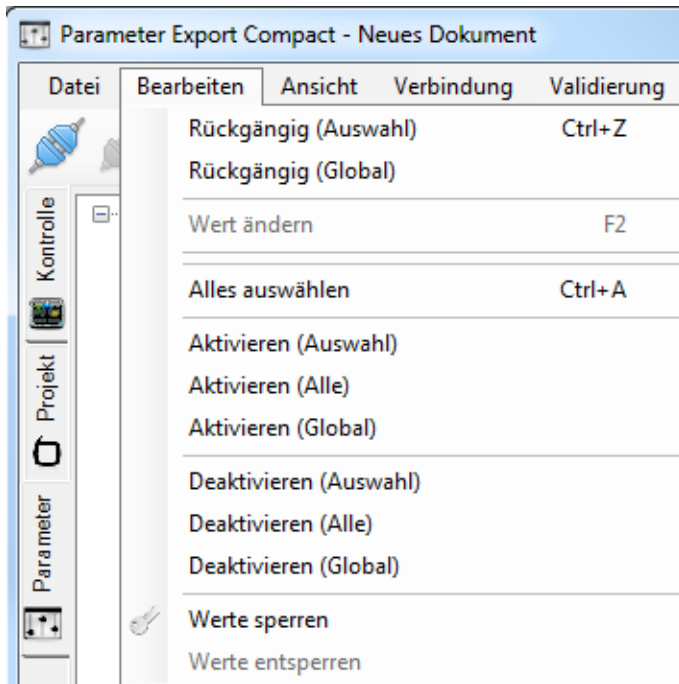 Parameter Export Compact - Neues Dokument
Datei Bearbeiten Ansicht Verbindung Validierung
Rückgängig (Auswahl) Ctrl+Z
Rückgängig (Global)
Wert ändern F2
Alles auswählen Ctrl+A
Aktivieren (Auswahl)
Aktivieren (Alle)
Aktivieren (Global)
Deaktivieren (Auswahl)
Deaktivieren (Alle)
Deaktivieren (Global)
Werte sperren
Werte entsperren
Kontrolle
Projekt
Parameter